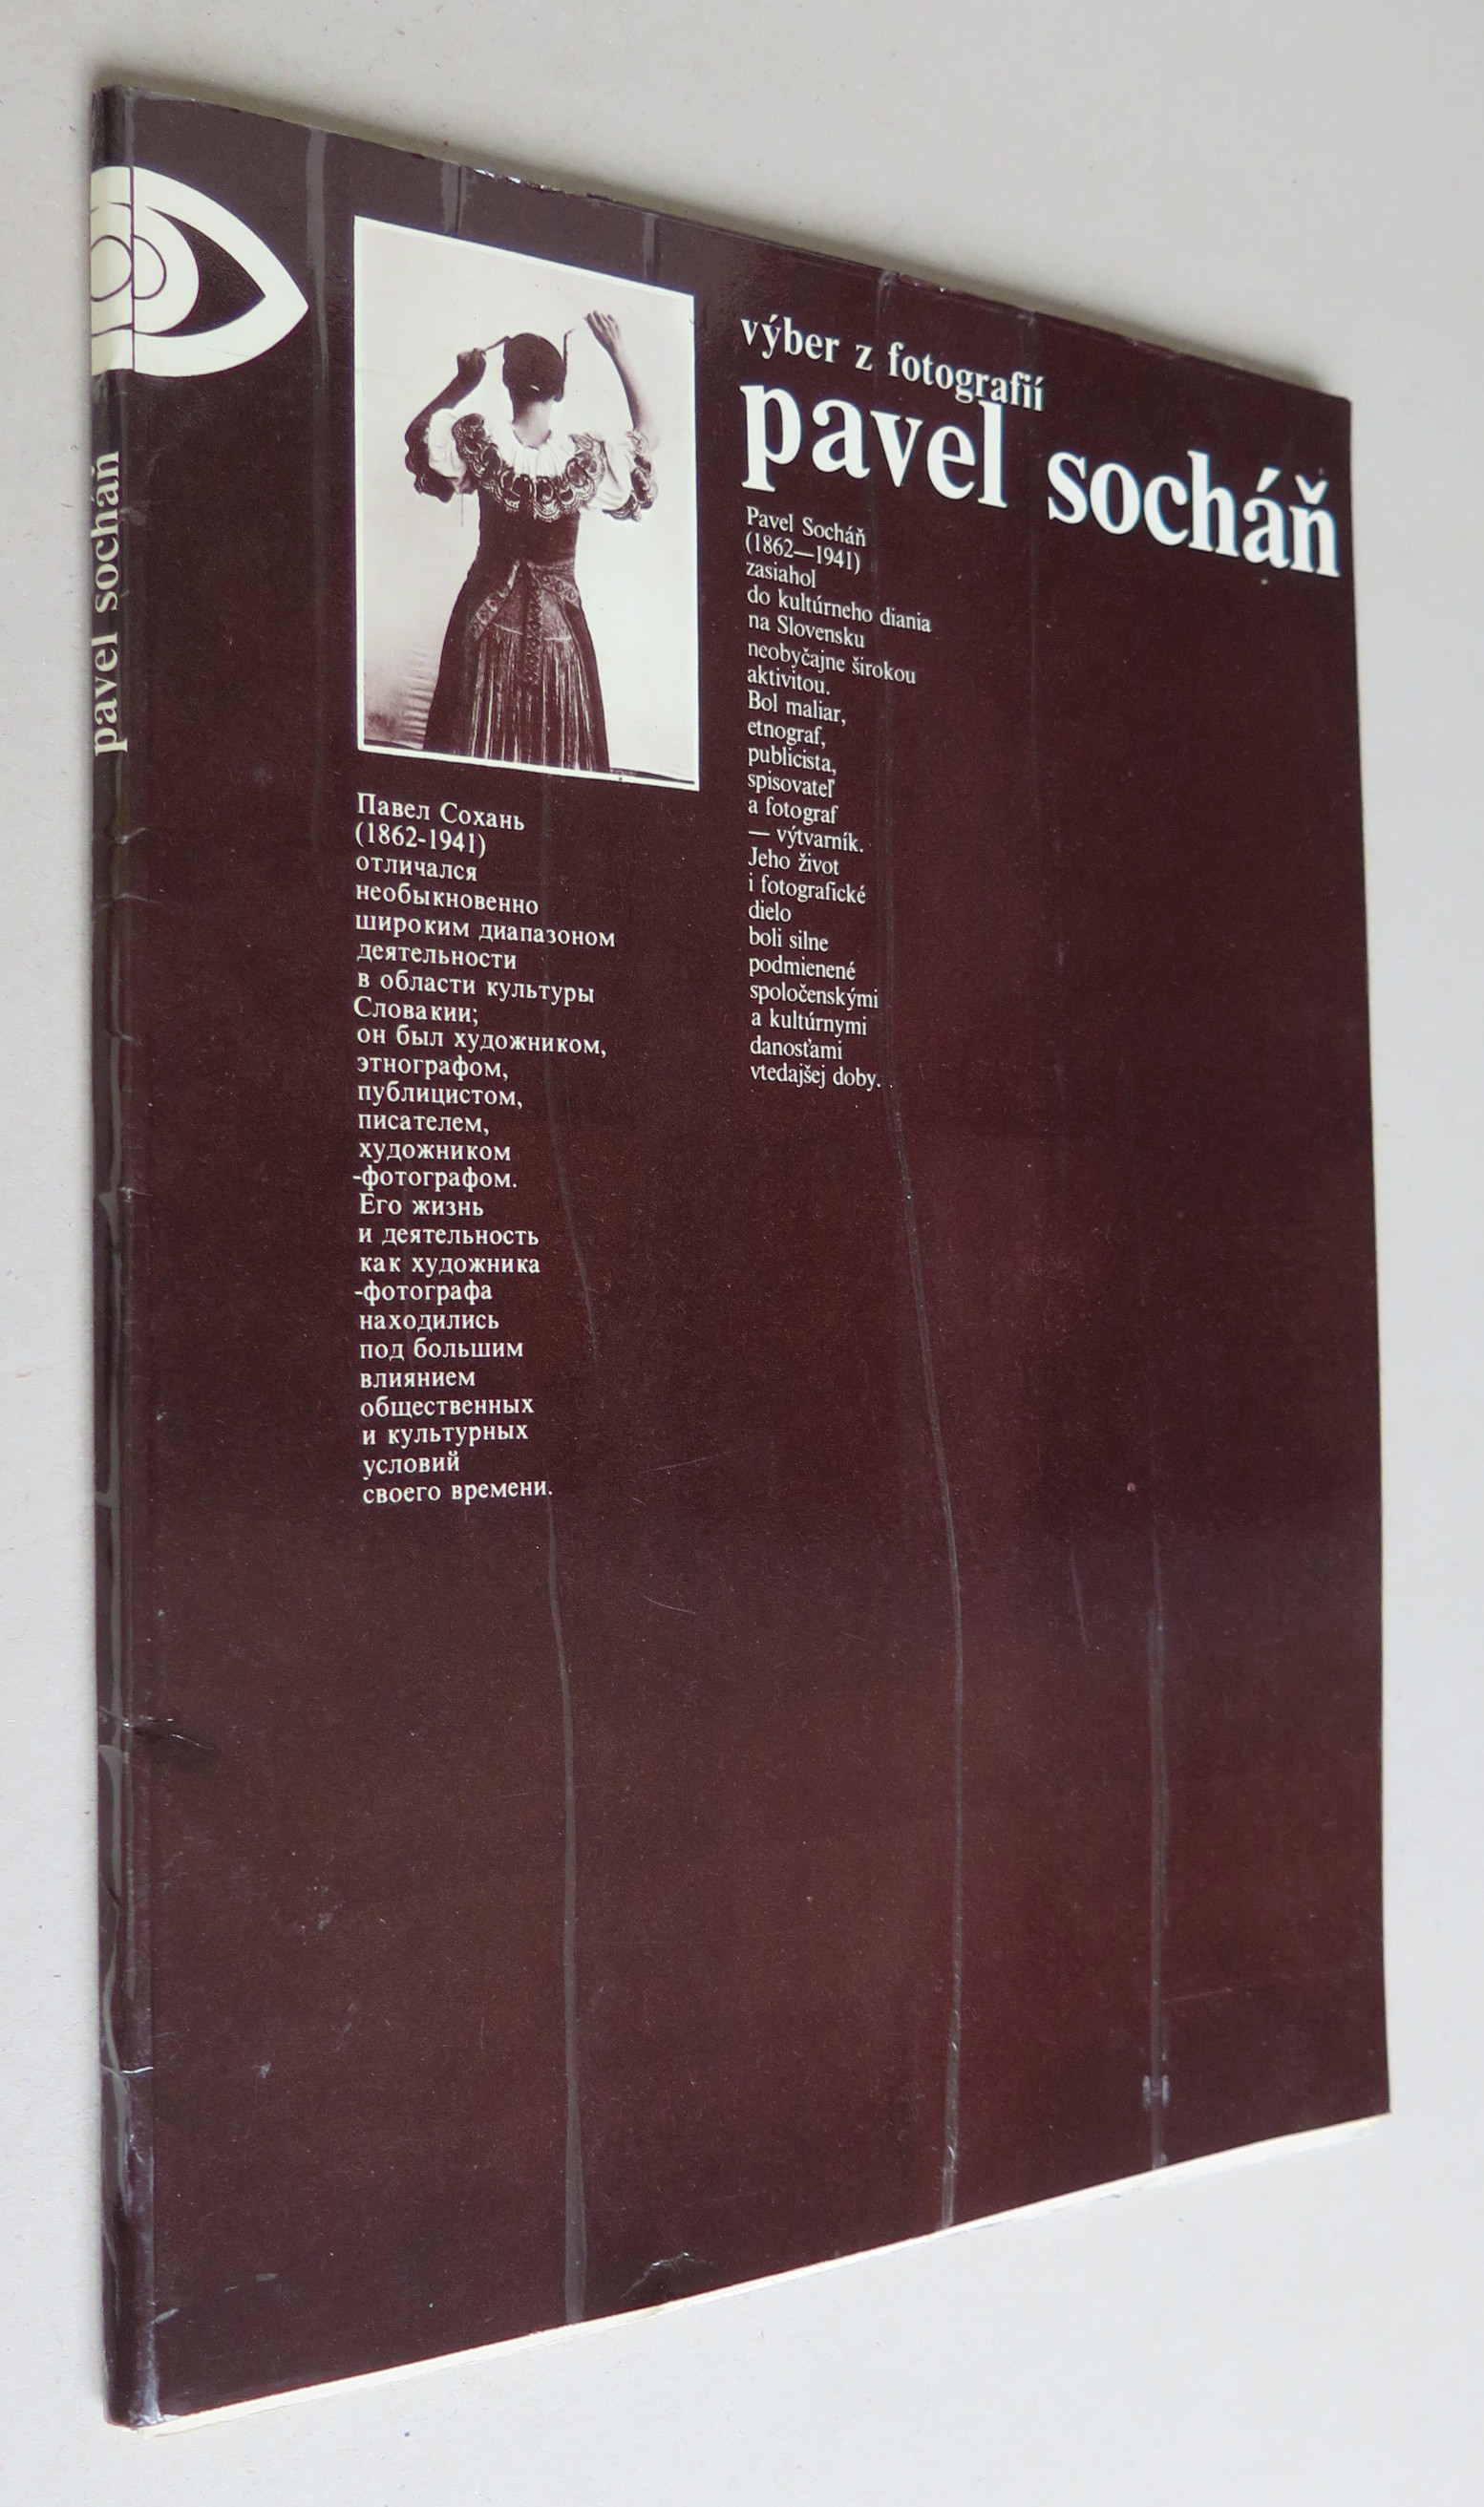 pavel socháň
výber z fotografií
pavel socháň
Pavel Socháň
(1862—1941)
zasiahol
do kultúrneho diania
na Slovensku
neobyčajne širokou
aktivitou.
Bol maliar,
etnograf,
publicista,
spisovateľ
a fotograf
— výtvarník.
Jeho život
i fotografické
dielo
boli silne
podmienené
spoločenskými
a kultúrnymi
danosťami
vtedajšej doby.
Павел Сохань
(1862-1941)
отличался
необыкновенно
широким диапазоном
деятельности
в области культуры
Словакии;
он был художником,
этнографом,
публицистом,
писателем,
художником
-фотографом.
Его жизнь
и деятельность
как художника
-фотографа
находились
под большим
влиянием
общественных
и культурных
условий
своего времени.